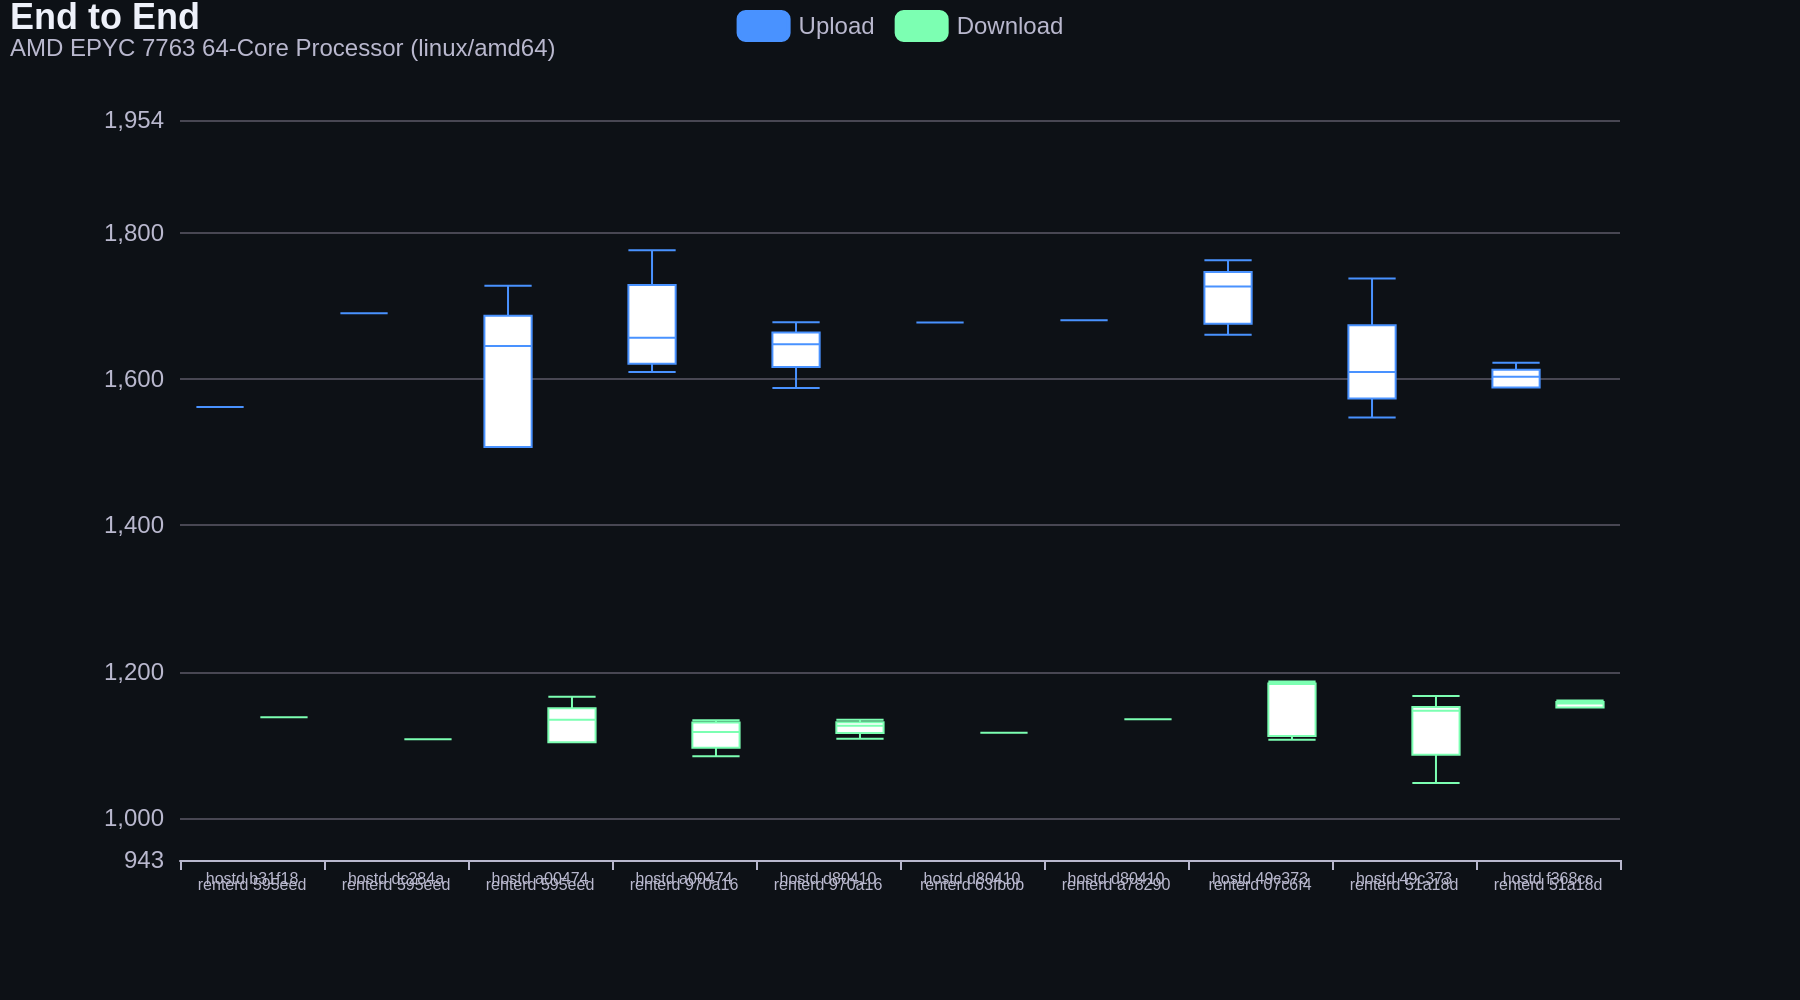 End to End
AMD EPYC 7763 64-Core Processor (linux/amd64)
Upload
Download
1,954
1,800
1,600
1,400
1,200
1,000
943
hostd b31f18
renterd 595eed
hostd dc284a
renterd 595eed
hostd a00474
renterd 595eed
hostd a00474
renterd 970a16
hostd d80410
renterd 970a16
hostd d80410
renterd 63fb0b
hostd d80410
renterd a78290
hostd 49c373
renterd 07c6f4
hostd 49c373
renterd 51a18d
hostd f368cc
renterd 51a18d